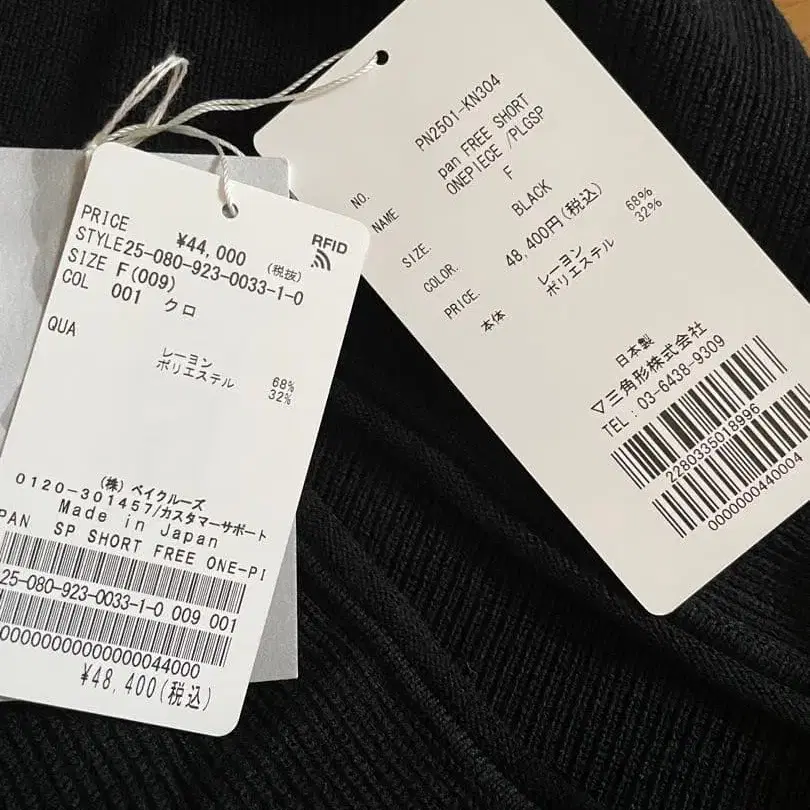 PRICE ¥44,000 (税抜)
STYLE25-080-923-0033-1-0
SIZE F(009)
COL 001 クロ
RFID
QUA
レーヨン 68%
ポリエステル 32%
(株) ベイクルーズ
0120-301457/カスタマーサポート
Made in Japan
PAN SP SHORT FREE ONE-PI
25-080-923-0033-1-0 009 001
00000000000000044000
¥48,400(税込)
NO. PN2501-KN304
NAME pan FREE SHORT
ONEPIECE /PLGSP
SIZE. F
COLOR. BLACK
PRICE. 48,400円(税込)
本体 レーヨン 68%
ポリエステル 32%
日本製
▽三角形株式会社
TEL : 03-6438-9309
2280335018996
0000000440004